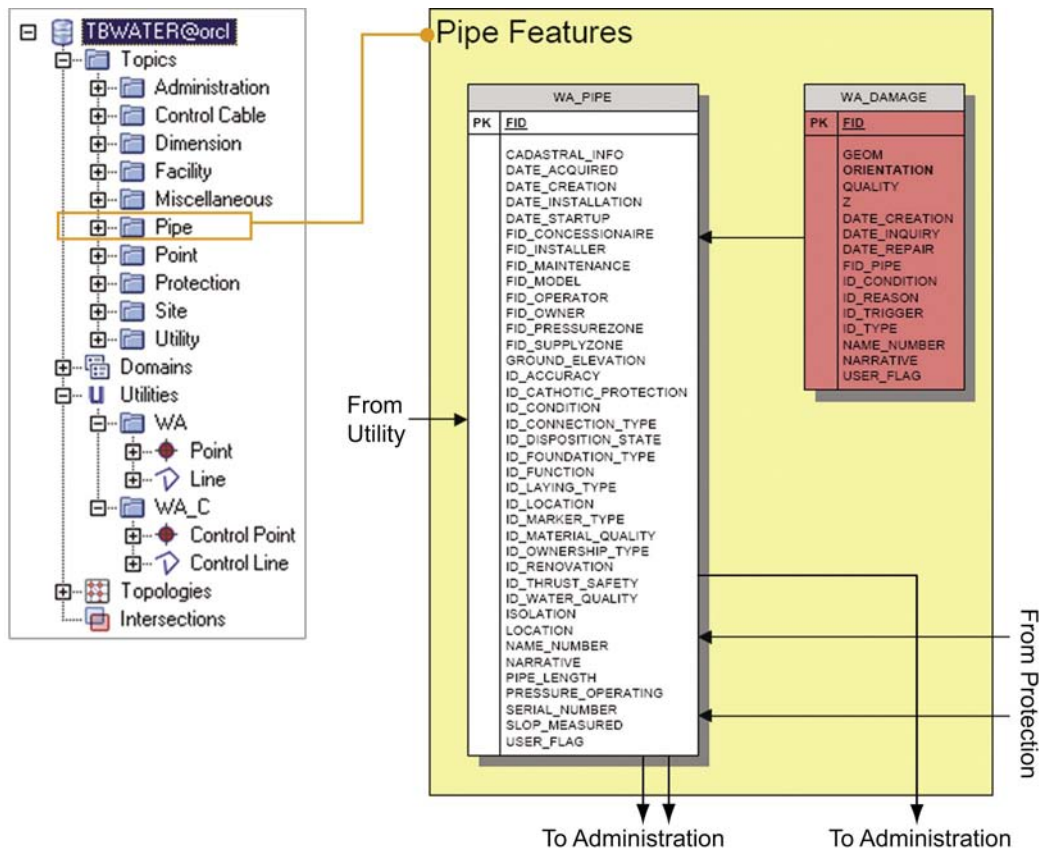 TBWATER@orcl
Topics
Administration
Control Cable
Dimension
Facility
Miscellaneous
Pipe
Point
Protection
Site
Utility
Domains
Utilities
WA
Point
Line
WA_C
Control Point
Control Line
Topologies
Intersections
Pipe Features
WA_PIPE
PK FID
CADASTRAL_INFO
DATE_ACQUIRED
DATE_CREATION
DATE_INSTALLATION
DATE_STARTUP
FID_CONCESSIONAIRE
FID_INSTALLER
FID_MAINTENANCE
FID_MODEL
FID_OPERATOR
FID_OWNER
FID_PRESSUREZONE
FID_SUPPLYZONE
GROUND_ELEVATION
ID_ACCURACY
ID_CATHOTIC_PROTECTION
ID_CONDITION
ID_CONNECTION_TYPE
ID_DISPOSITION_STATE
ID_FOUNDATION_TYPE
ID_FUNCTION
ID_LAYING_TYPE
ID_LOCATION
ID_MARKER_TYPE
ID_MATERIAL_QUALITY
ID_OWNERSHIP_TYPE
ID_RENOVATION
ID_THRUST_SAFETY
ID_WATER_QUALITY
ISOLATION
LOCATION
NAME_NUMBER
NARRATIVE
PIPE_LENGTH
PRESSURE_OPERATING
SERIAL_NUMBER
SLOP_MEASURED
USER_FLAG
WA_DAMAGE
PK FID
GEOM
ORIENTATION
QUALITY
Z
DATE_CREATION
DATE_INQUIRY
DATE_REPAIR
FID_PIPE
ID_CONDITION
ID_REASON
ID_TRIGGER
ID_TYPE
NAME_NUMBER
NARRATIVE
USER_FLAG
From
Utility
From Protection
To Administration
To Administration